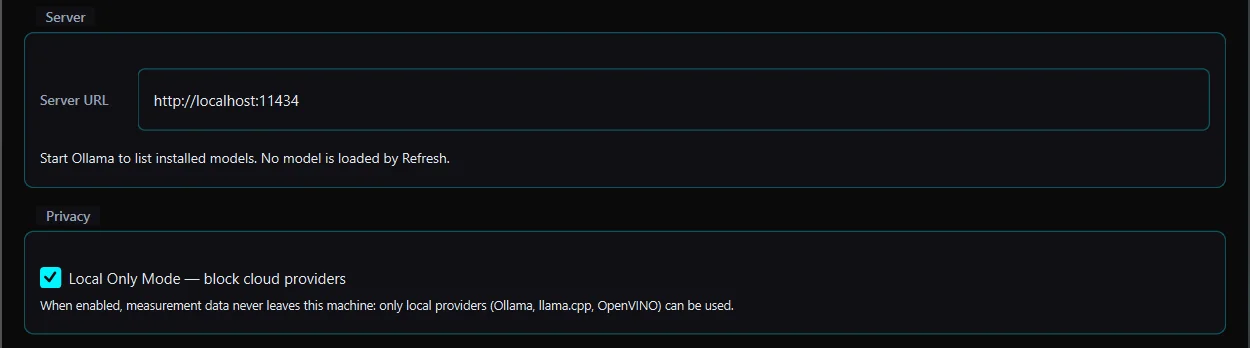 Server
Server URL
http://localhost:11434
Start Ollama to list installed models. No model is loaded by Refresh.
Privacy
Local Only Mode — block cloud providers
When enabled, measurement data never leaves this machine: only local providers (Ollama, llama.cpp, OpenVINO) can be used.